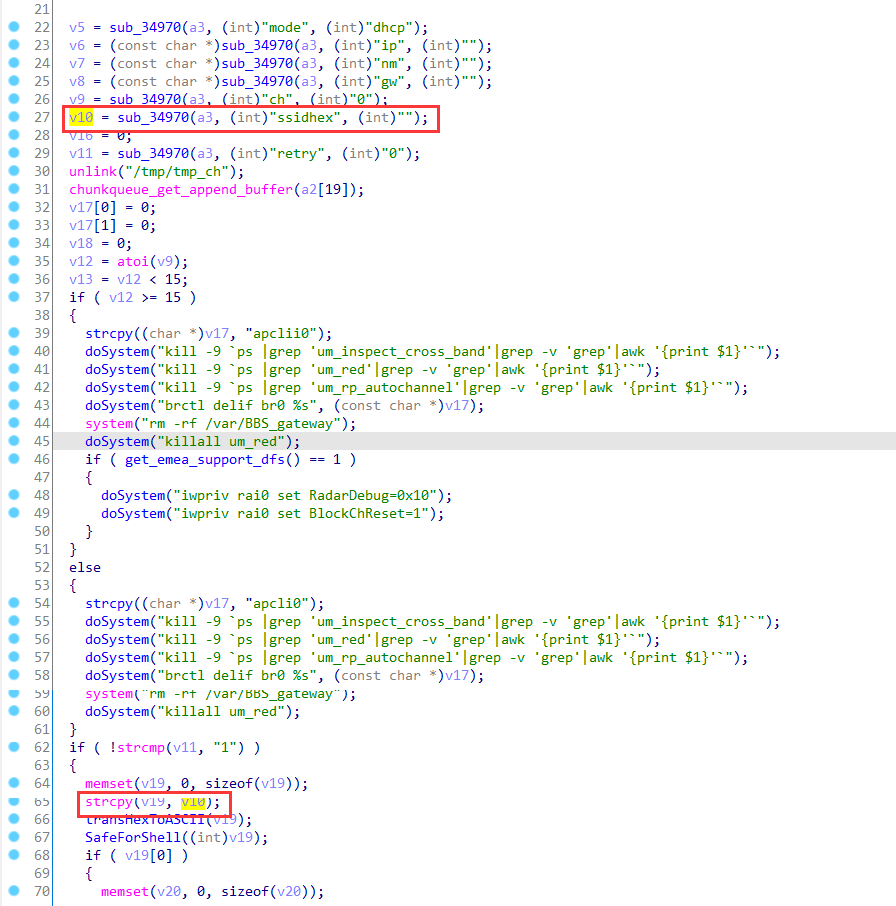 21
22 v5 = sub_34970(a3, (int)"mode", (int)"dhcp");
23 v6 = (const char *)sub_34970(a3, (int)"ip", (int)"");
24 v7 = (const char *)sub_34970(a3, (int)"nm", (int)"");
25 v8 = (const char *)sub_34970(a3, (int)"gw", (int)"");
26 v9 = sub_34970(a3, (int)"ch", (int)"0");
27 v10 = sub_34970(a3, (int)"ssidhex", (int)"");
28 v16 = 0;
29 v11 = sub_34970(a3, (int)"retry", (int)"0");
30 unlink("/tmp/tmp_ch");
31 chunkqueue_get_append_buffer(a2[19]);
32 v17[0] = 0;
33 v17[1] = 0;
34 v18 = 0;
35 v12 = atoi(v9);
36 v13 = v12 < 15;
37 if ( v12 >= 15 )
38 {
39 strcpy((char *)v17, "apclii0");
40 doSystem("kill -9 `ps |grep 'um_inspect_cross_band'|grep -v 'grep'|awk '{print $1}'`");
41 doSystem("kill -9 `ps |grep 'um_red'|grep -v 'grep'|awk '{print $1}'`");
42 doSystem("kill -9 `ps |grep 'um_rp_autochannel'|grep -v 'grep'|awk '{print $1}'`");
43 doSystem("brctl delif br0 %s", (const char *)v17);
44 system("rm -rf /var/BBS_gateway");
45 doSystem("killall um_red");
46 if ( get_emea_support_dfs() == 1 )
47 {
48 doSystem("iwpriv rai0 set RadarDebug=0x10");
49 doSystem("iwpriv rai0 set BlockChReset=1");
50 }
51 }
52 else
53 {
54 strcpy((char *)v17, "apcli0");
55 doSystem("kill -9 `ps |grep 'um_inspect_cross_band'|grep -v 'grep'|awk '{print $1}'`");
56 doSystem("kill -9 `ps |grep 'um_red'|grep -v 'grep'|awk '{print $1}'`");
57 doSystem("kill -9 `ps |grep 'um_rp_autochannel'|grep -v 'grep'|awk '{print $1}'`");
58 doSystem("brctl delif br0 %s", (const char *)v17);
59 system("rm -rf /var/BBS_gateway");
60 doSystem("killall um_red");
61 }
62 if ( !strcmp(v11, "1") )
63 {
64 memset(v19, 0, sizeof(v19));
65 strcpy(v19, v10);
66 transHexToASCII(v19);
67 SafeForShell((int)v19);
68 if ( v19[0] )
69 {
70 memset(v20, 0, sizeof(v20));